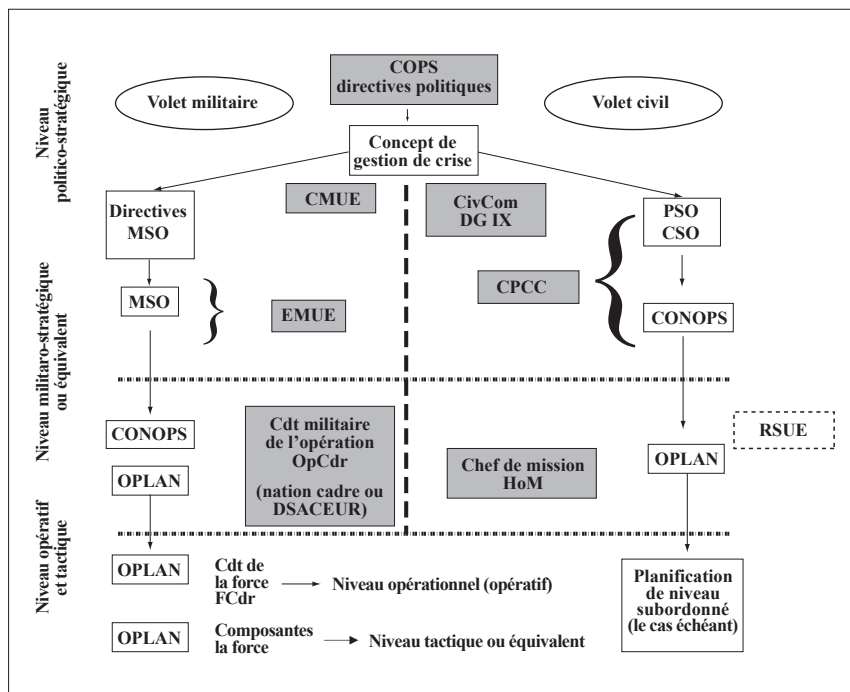 COPS
directives politiques
Volet militaire
Volet civil
Niveau
politico-stratégique
Concept de
gestion de crise
Directives
MSO
CMUE
CivCom
DG IX
PSO
CSO
MSO
EMUE
CPCC
CONOPS
Niveau militaro-stratégique
ou équivalent
CONOPS
Cdt militaire
de l'opération
OpCdr
(nation cadre ou
DSACEUR)
RSUE
OPLAN
Chef de mission
HoM
OPLAN
Niveau opératif
et tactique
OPLAN
Cdt de
la force
FCdr
Niveau opérationnel (opératif)
Planification
de niveau
subordonné
(le cas échéant)
OPLAN
Composantes
la force
Niveau tactique ou équivalent